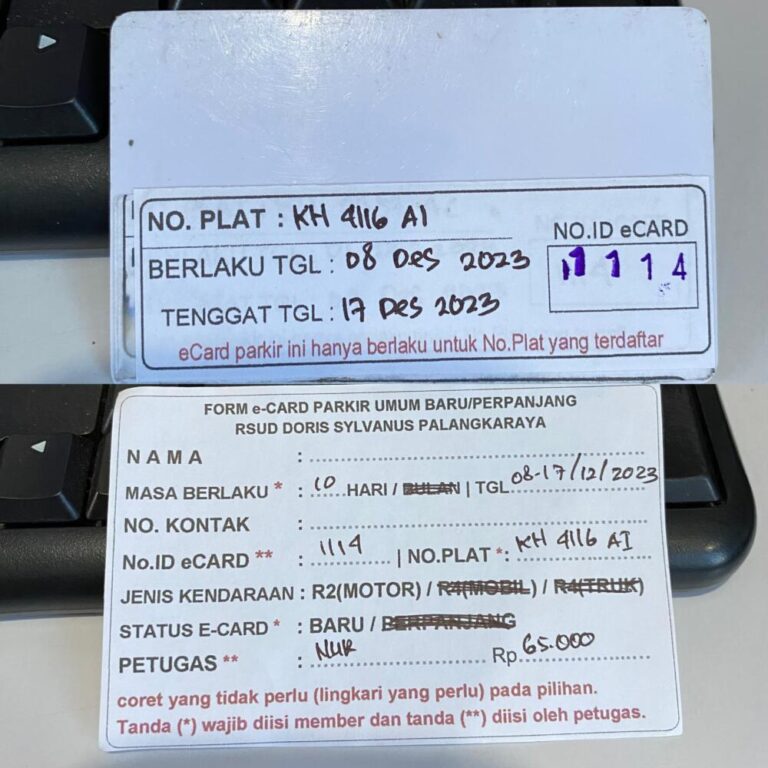 NO. PLAT : KH 4116 AI
BERLAKU TGL : 08 Des 2023
TENGGAT TGL : 17 Des 2023
NO.ID eCARD
1114
eCard parkir ini hanya berlaku untuk No.Plat yang terdaftar
FORM e-CARD PARKIR UMUM BARU/PERPANJANG
RSUD DORIS SYLVANUS PALANGKARAYA
NAMA :
MASA BERLAKU * : 10 HARI / BULAN | TGL 08-17/12/2023
NO. KONTAK :
No.ID eCARD ** : 1114 | NO.PLAT *: KH 4116 AI
JENIS KENDARAAN : R2(MOTOR) / R4(MOBIL) / R4(TRUK)
STATUS E-CARD * : BARU / BERPANJANG
PETUGAS ** : NUR Rp 65.000
coret yang tidak perlu (lingkari yang perlu) pada pilihan.
Tanda (*) wajib diisi member dan tanda (**) diisi oleh petugas.